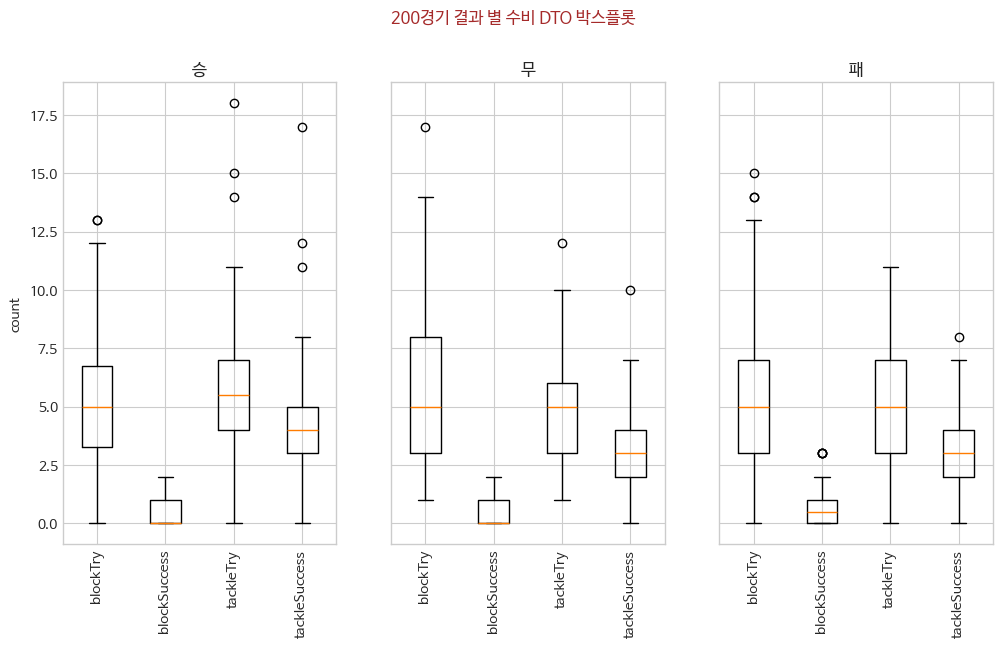 200경기 결과 별 수비 DTO 박스플롯
승
무
패
count
17.5
15.0
12.5
10.0
7.5
5.0
2.5
0.0
blockTry
blockSuccess
tackleTry
tackleSuccess
blockTry
blockSuccess
tackleTry
tackleSuccess
blockTry
blockSuccess
tackleTry
tackleSuccess